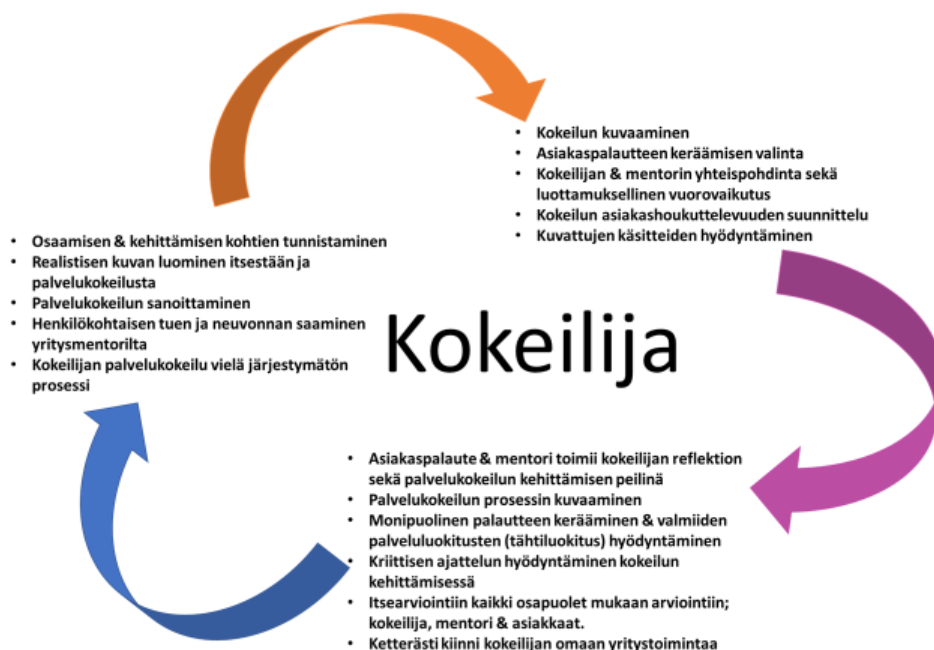 • Kokeilun kuvaaminen
• Asiakaspalautteen keräämisen valinta
• Kokeilijan & mentorin yhteispohdinta sekä
luottamuksellinen vuorovaikutus
• Kokeilun asiakashoukuttelevuuden suunnittelu
• Kuvattujen käsitteiden hyödyntäminen
• Osaamisen & kehittämisen kohtien tunnistaminen
• Realistisen kuvan luominen itsestään ja
palvelukokeilusta
• Palvelukokeilun sanoittaminen
• Henkilökohtaisen tuen ja neuvonnan saaminen
yritysmentorilta
• Kokeilijan palvelukokeilu vielä järjestymätön
prosessi
Kokeilija
• Asiakaspalaute & mentori toimii kokeilijan reflektion
sekä palvelukokeilun kehittämisen peilinä
• Palvelukokeilun prosessin kuvaaminen
• Monipuolinen palautteen kerääminen & valmiiden
palveluluokitusten (tähtiluokitus) hyödyntäminen
• Kriittisen ajattelun hyödyntäminen kokeilun
kehittämisessä
• Itsearviointiin kaikki osapuolet mukaan arviointiin;
kokeilija, mentori & asiakkaat.
• Ketterästi kiinni kokeilijan omaan yritystoimintaa